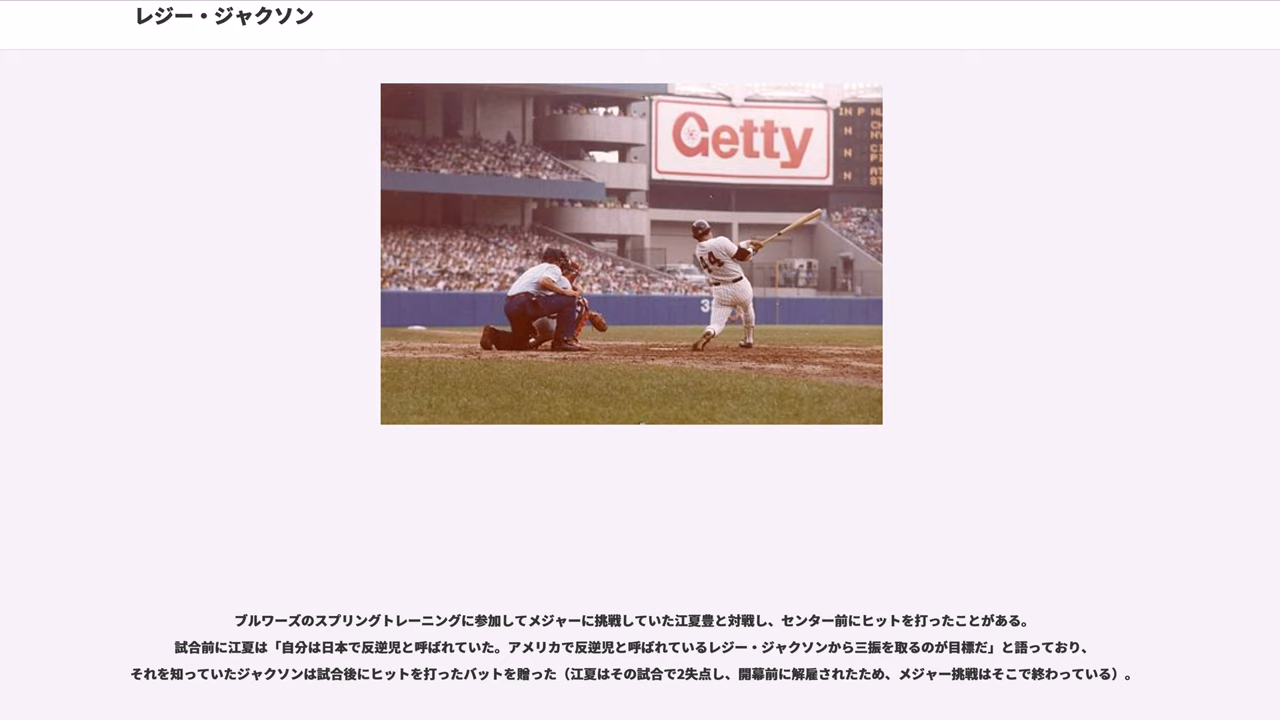 レジー・ジャクソン
Getty
IN P
N
N
N
44
ブルワーズのスプリングトレーニングに参加してメジャーに挑戦していた江夏豊と対戦し、センター前にヒットを打ったことがある。
試合前に江夏は「自分は日本で反逆児と呼ばれていた。アメリカで反逆児と呼ばれているレジー・ジャクソンから三振を取るのが目標だ」と語っており、
それを知っていたジャクソンは試合後にヒットを打ったバットを贈った（江夏はその試合で2失点し、開幕前に解雇されたため、メジャー挑戦はそこで終わっている）。